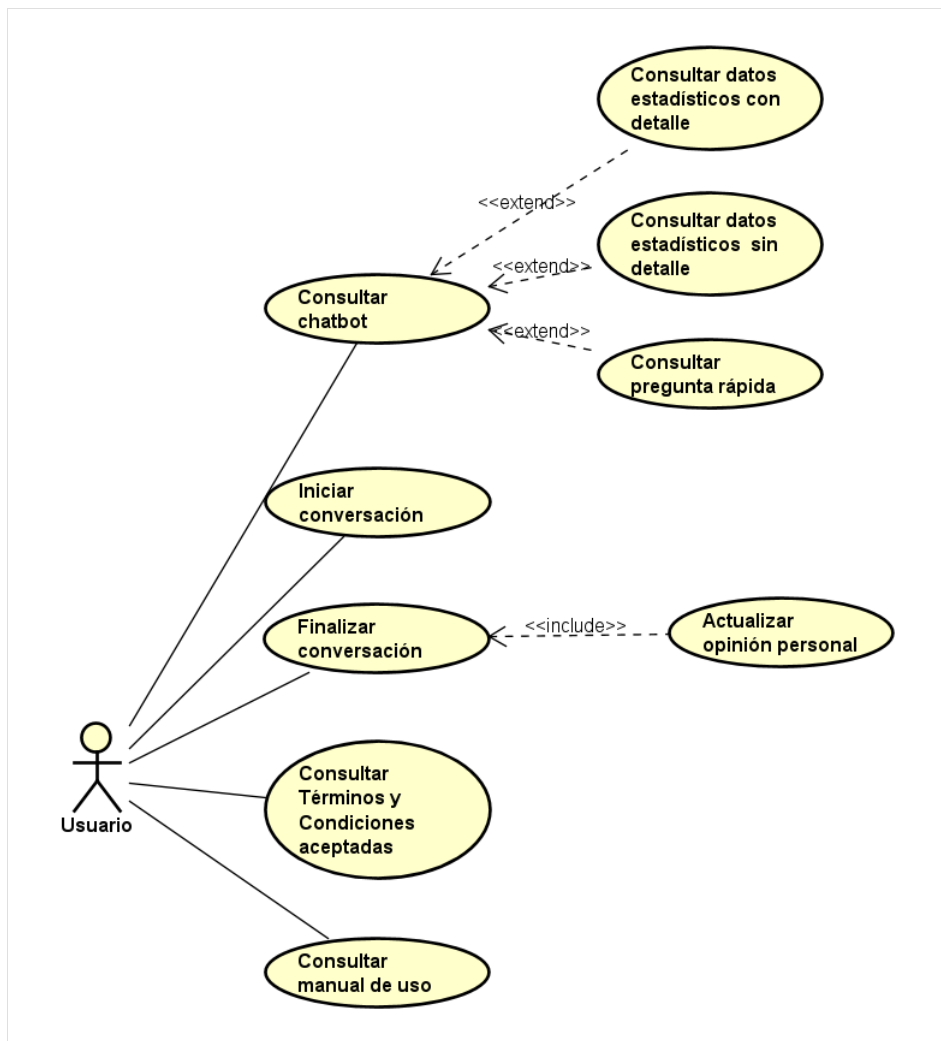 Consultar datos
estadísticos con
detalle
<<extend>>
Consultar datos
estadísticos sin
detalle
<<extend>>
Consultar
chatbot
<<extend>>
Consultar
pregunta rápida
Iniciar
conversación
Finalizar
conversación
<<include>>
Actualizar
opinión personal
Consultar
Términos y
Condiciones
aceptadas
Usuario
Consultar
manual de uso